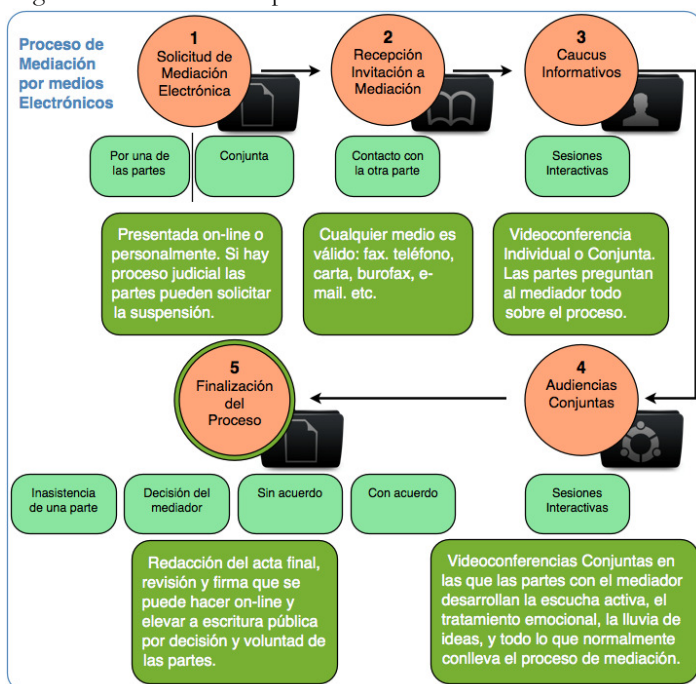 Proceso de
Mediación
por medios
Electrónicos
1
Solicitud de
Mediación
Electrónica
2
Recepción
Invitación a
Mediación
3
Caucus
Informativos
Por una de
las partes
Conjunta
Contacto con
la otra parte
Sesiones
Interactivas
Presentada on-line o
personalmente. Si hay
proceso judicial las
partes pueden solicitar
la suspensión.
Cualquier medio es
válido: fax. teléfono,
carta, burofax, e-
mail. etc.
Videoconferencia
Individual o Conjunta.
Las partes preguntan
al mediador todo
sobre el proceso.
4
Audiencias
Conjuntas
Sesiones
Interactivas
Videoconferencias Conjuntas en
las que las partes con el mediador
desarrollan la escucha activa, el
tratamiento emocional, la lluvia de
ideas, y todo lo que normalmente
conlleva el proceso de mediación.
5
Finalización
del
Proceso
Inasistencia
de una parte
Decisión del
mediador
Sin acuerdo
Con acuerdo
Redacción del acta final,
revisión y firma que se
puede hacer on-line y
elevar a escritura pública
por decisión y voluntad de
las partes.